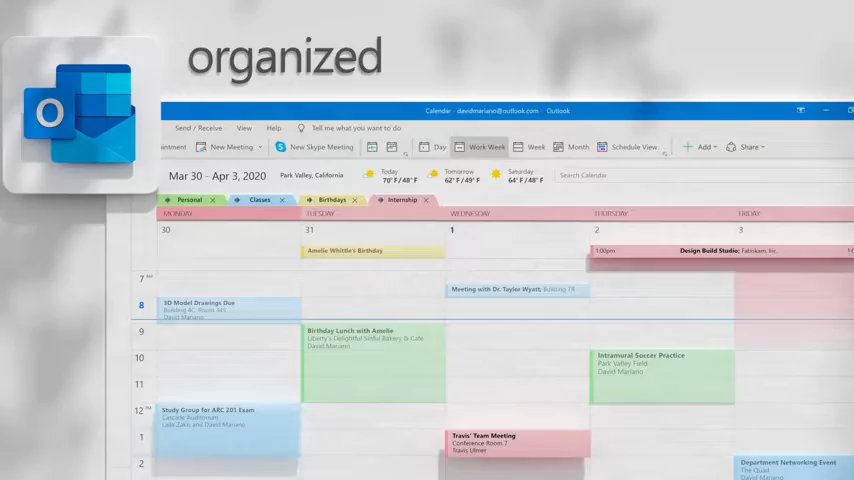 organized
O
Calendar - davidmariano@outlook.com - Outlook
Send / Receive View Help Tell me what you want to do
intment New Meeting New Skype Meeting Day Work Week Week Month Schedule View Add Share
Mar 30 - Apr 3, 2020 Park Valley, California Today 70° F / 48° F Tomorrow 62° F / 49° F Saturday 64° F / 48° F Search Calendar
Personal Classes Birthdays Internship
MONDAY TUESDAY WEDNESDAY THURSDAY FRIDAY
30 31 1 2 3
Amelie Whittle's Birthday
1:00pm Design Build Studio; Fabrikam, Inc.
7 AM
Meeting with Dr. Taylor Wyatt; Building 7B
8
3D Model Drawings Due
Building 4C, Room 345
David Mariano
9
Birthday Lunch with Amelie
Liberty's Delightful Sinful Bakery & Cafe
David Mariano
10
Intramural Soccer Practice
Park Valley Field
David Mariano
11
12 PM
Study Group for ARC 201 Exam
Cascade Auditorium
Laila Zakis and David Mariano
1
Travis' Team Meeting
Conference Room 7
Travis Ulmer
2
Department Networking Event
The Quad
David Mariano